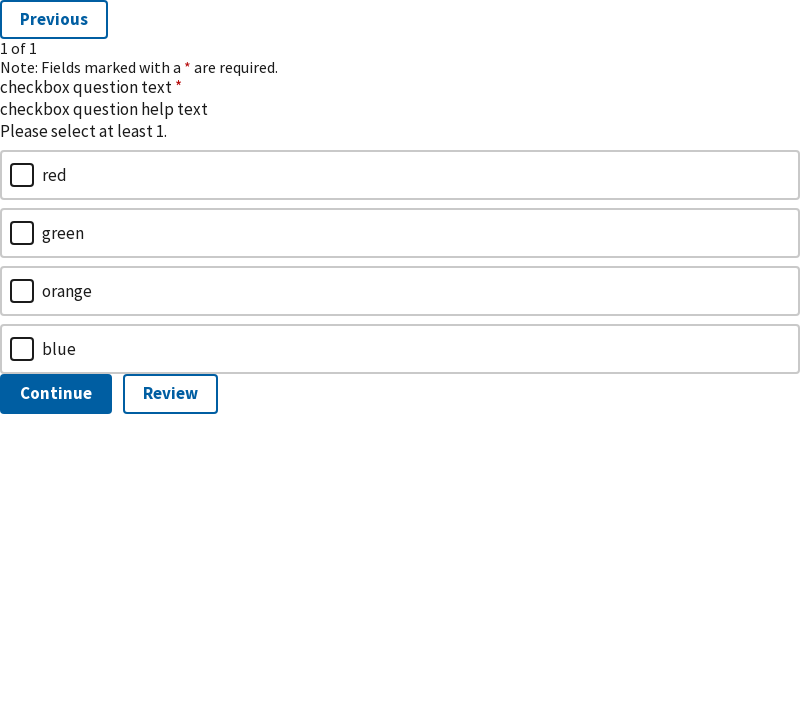 Previous
1 of 1
Note: Fields marked with a * are required.
checkbox question text *
checkbox question help text
Please select at least 1.
red
green
orange
blue
Continue Review